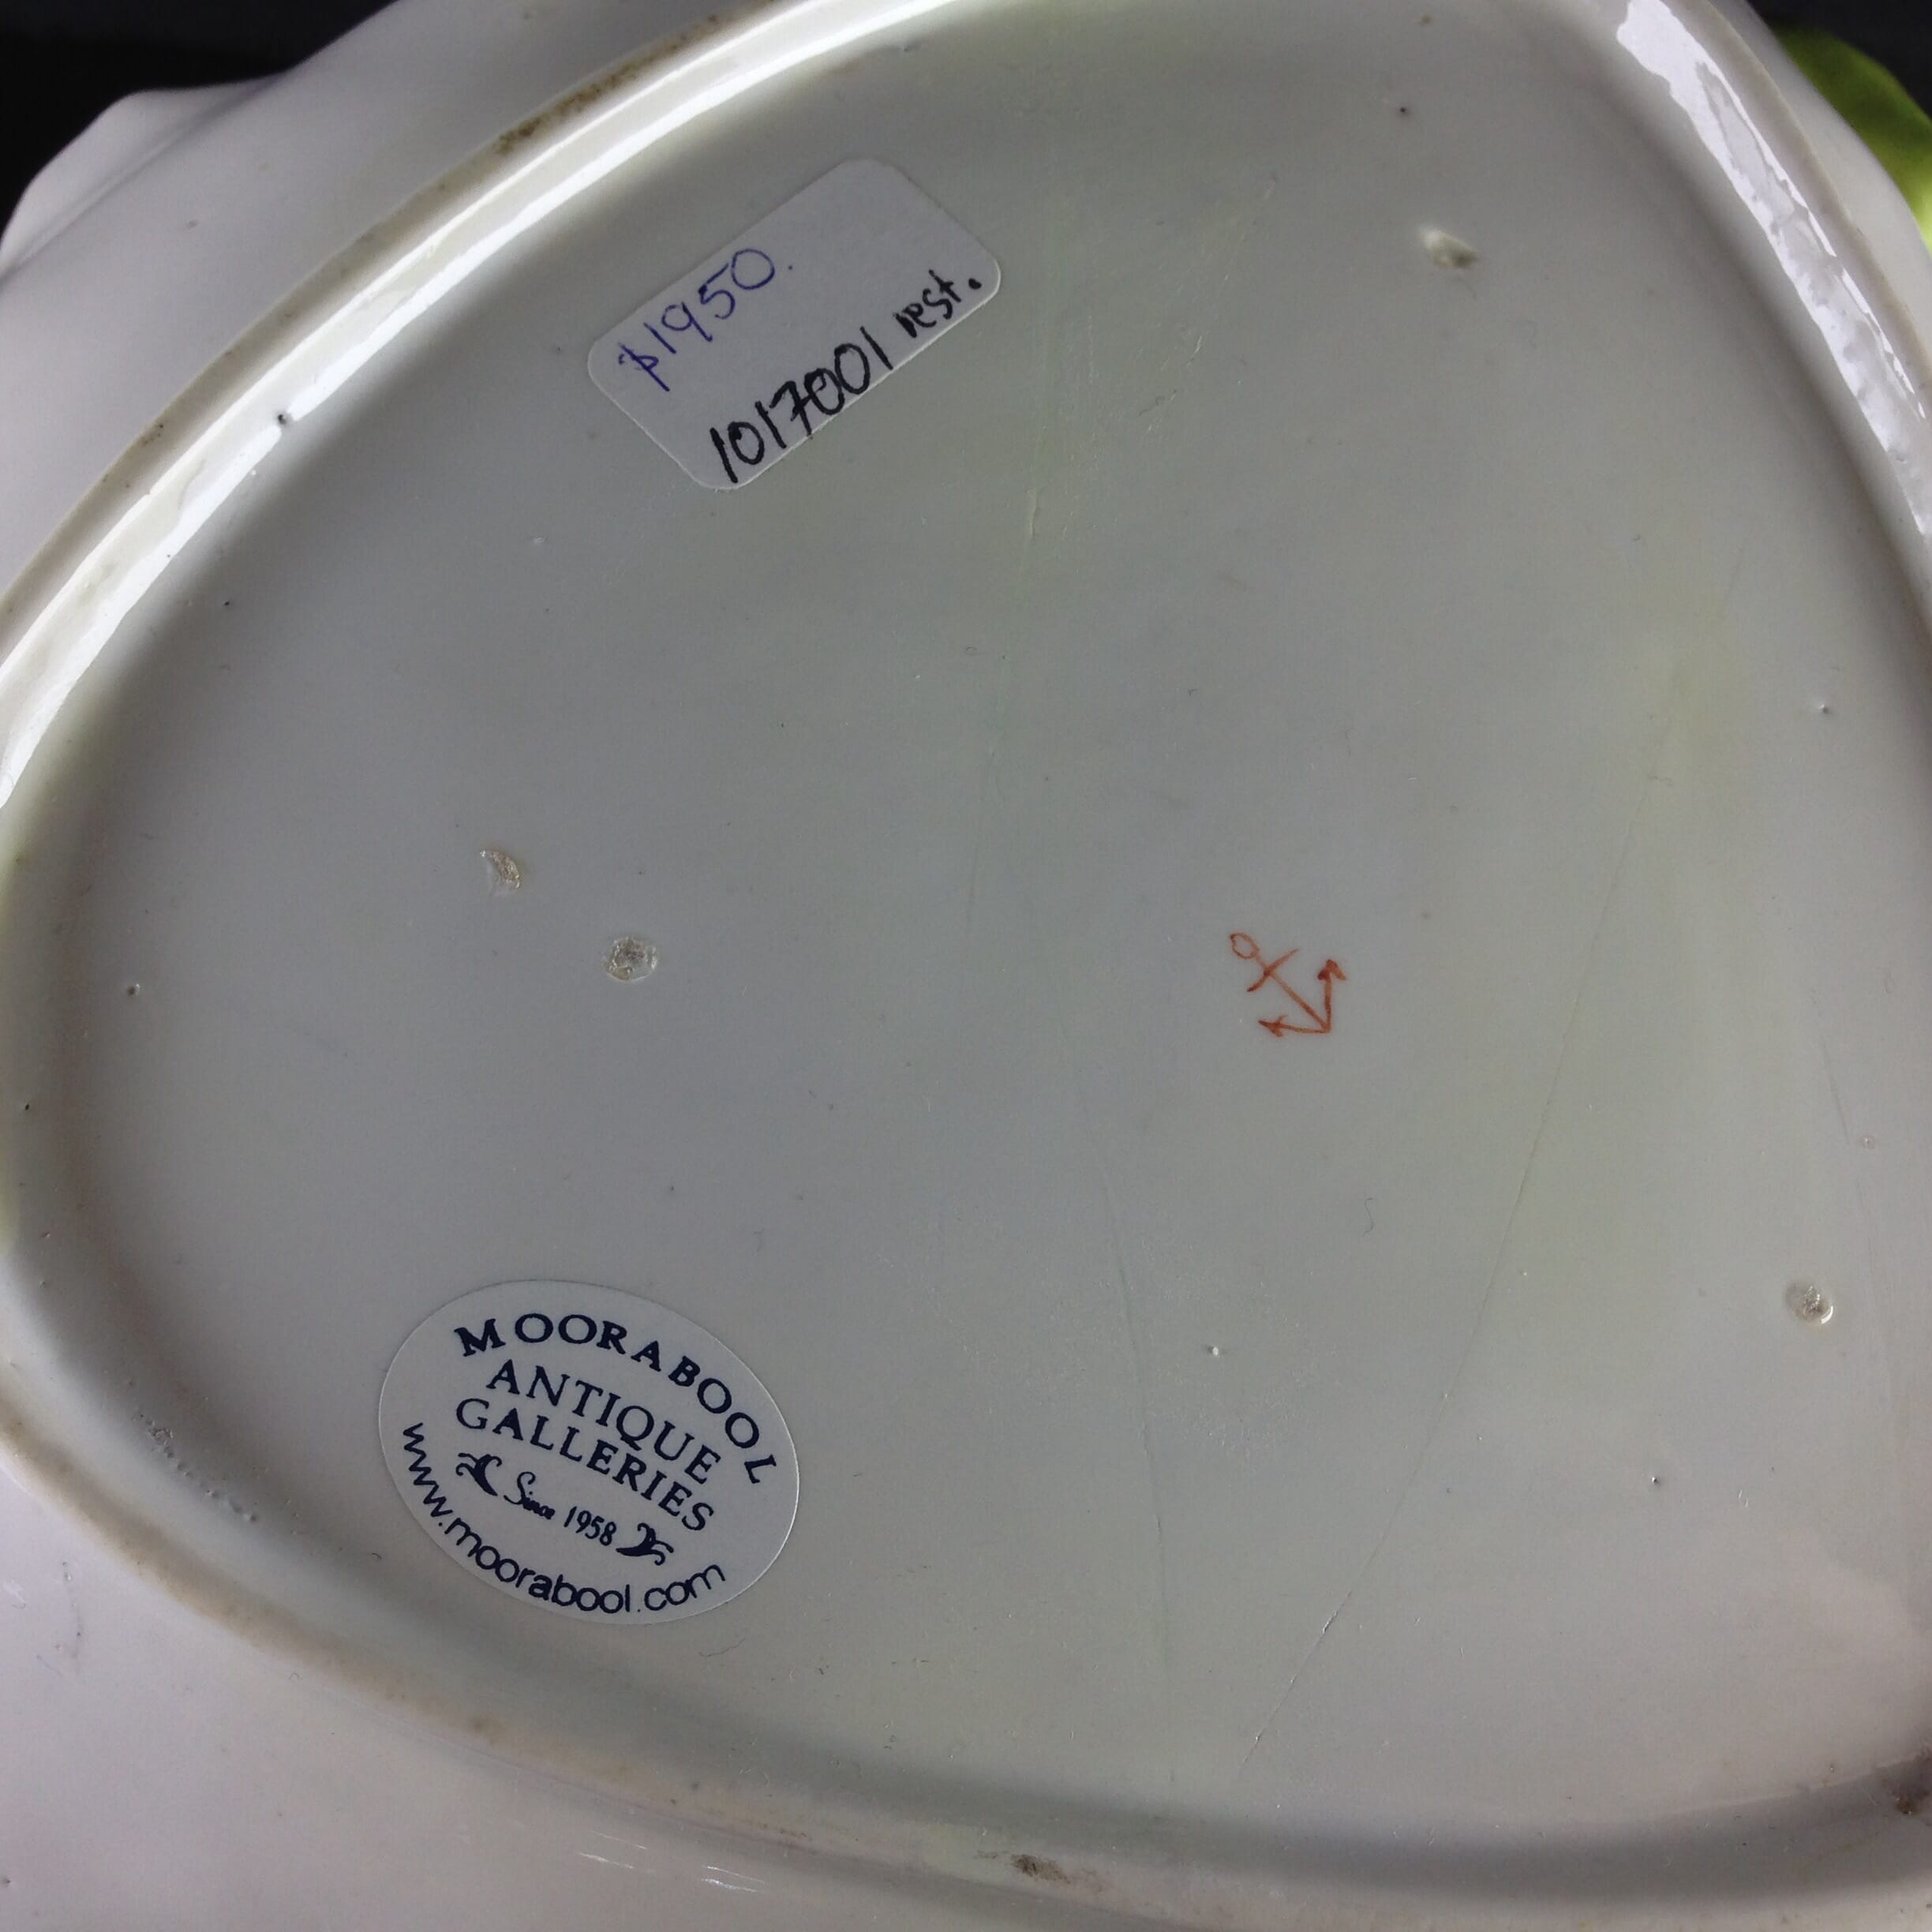 $1950.
1017001 rest.
MOORABOOL
ANTIQUE
GALLERIES
Since 1958
www.moorabool.com